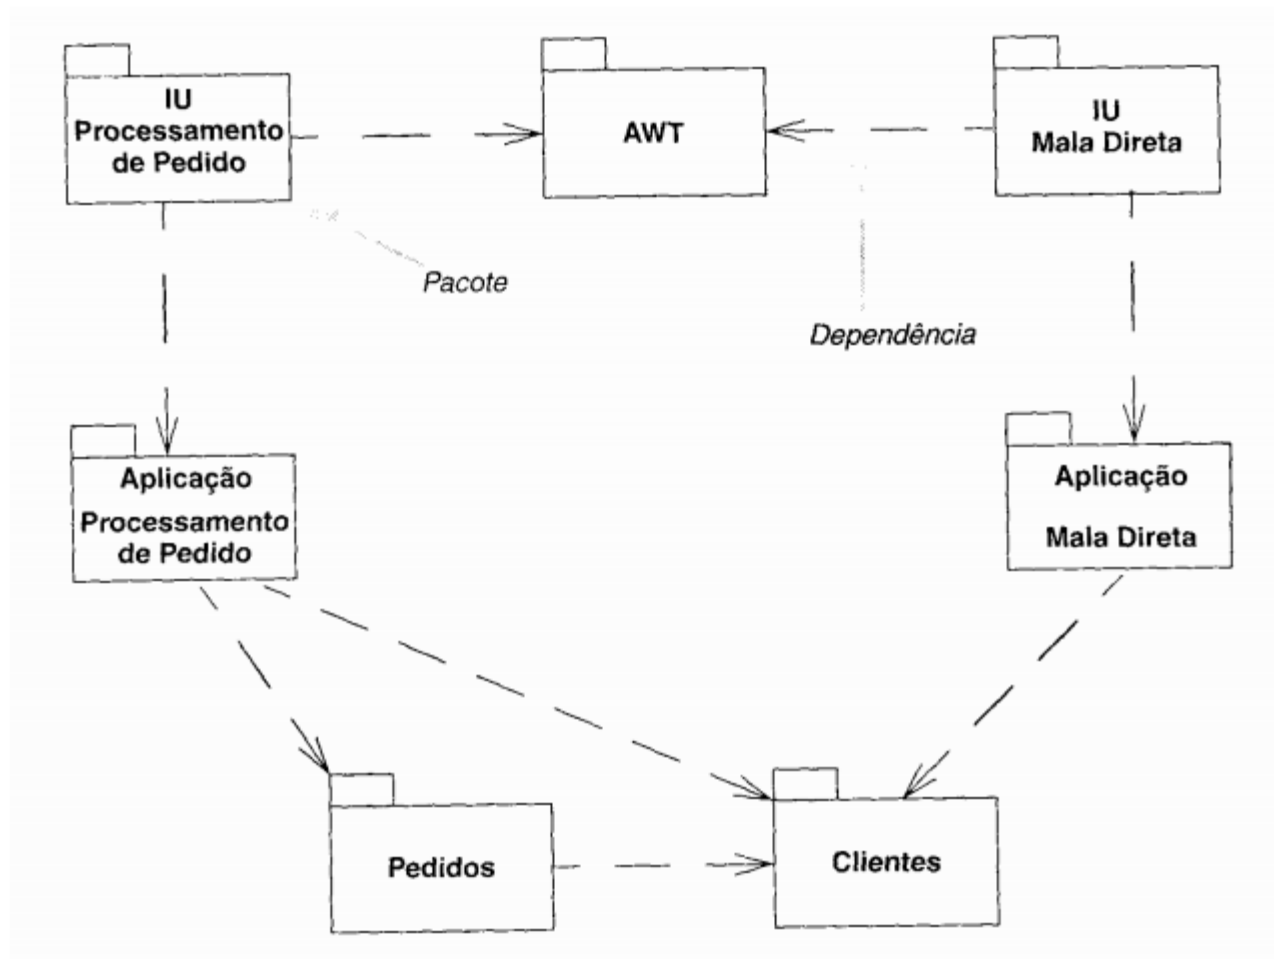 IU
Processamento
de Pedido
AWT
IU
Mala Direta
Pacote
Dependência
Aplicação
Processamento
de Pedido
Aplicação
Mala Direta
Pedidos
Clientes